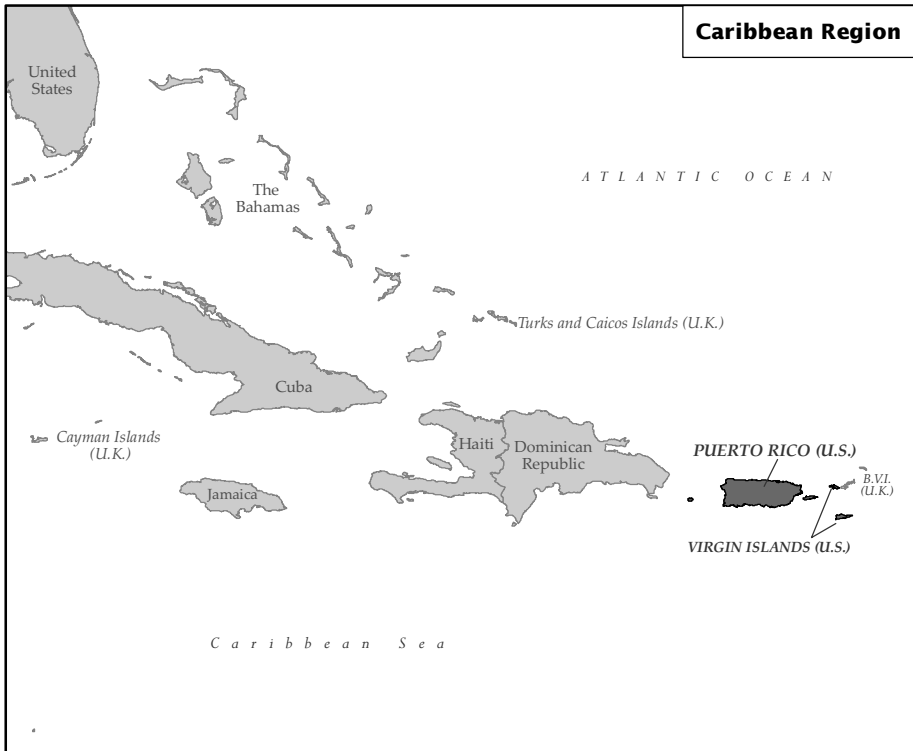 Caribbean Region
United
States
The
Bahamas
ATLANTIC OCEAN
Turks and Caicos Islands (U.K.)
Cuba
Cayman Islands
(U.K.)
Haiti
Dominican
Republic
Jamaica
PUERTO RICO (U.S.)
B.V.I.
(U.K.)
VIRGIN ISLANDS (U.S.)
Caribbean Sea